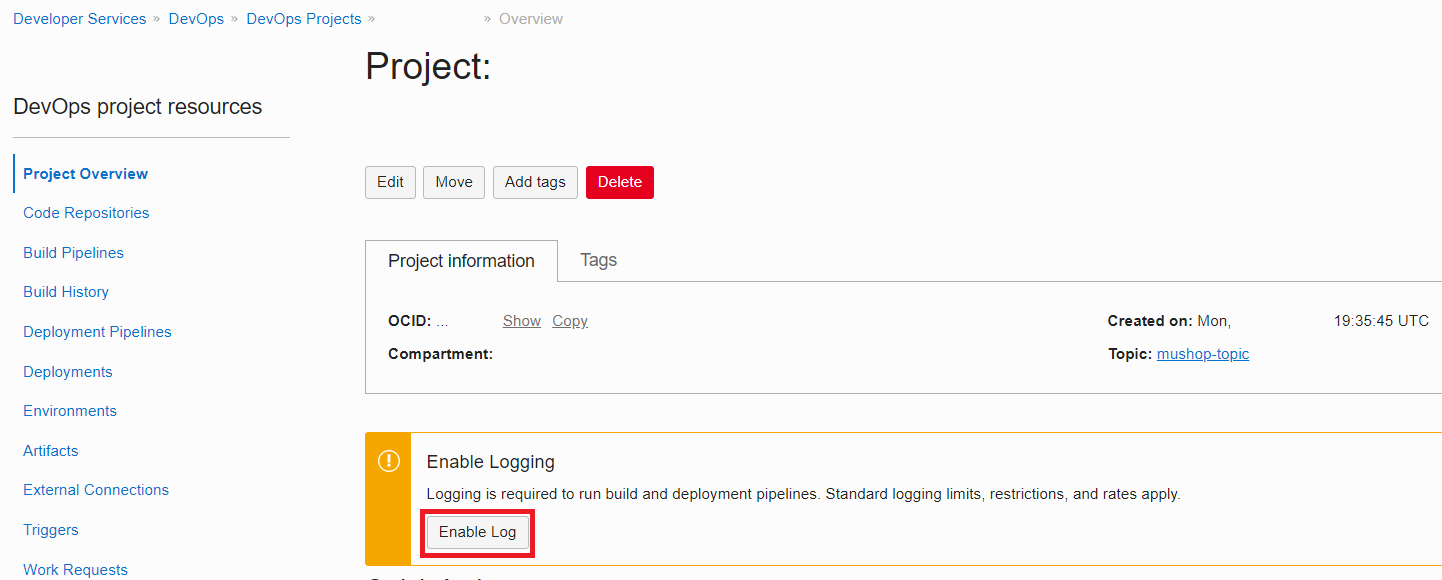 Developer Services » DevOps » DevOps Projects » » Overview
Project:
DevOps project resources
Project Overview
Code Repositories
Build Pipelines
Build History
Deployment Pipelines
Deployments
Environments
Artifacts
External Connections
Triggers
Work Requests
Edit Move Add tags Delete
Project information Tags
OCID: ... Show Copy
Compartment:
Created on: Mon, 19:35:45 UTC
Topic: mushop-topic
Enable Logging
Logging is required to run build and deployment pipelines. Standard logging limits, restrictions, and rates apply.
Enable Log